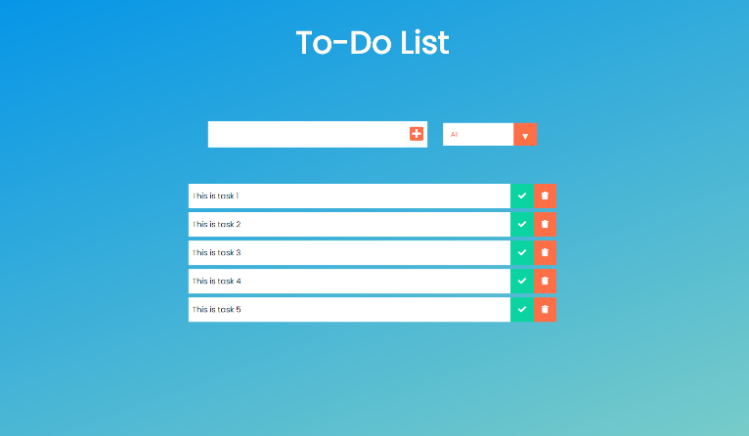 To-Do List
All
This is task 1
This is task 2
This is task 3
This is task 4
This is task 5